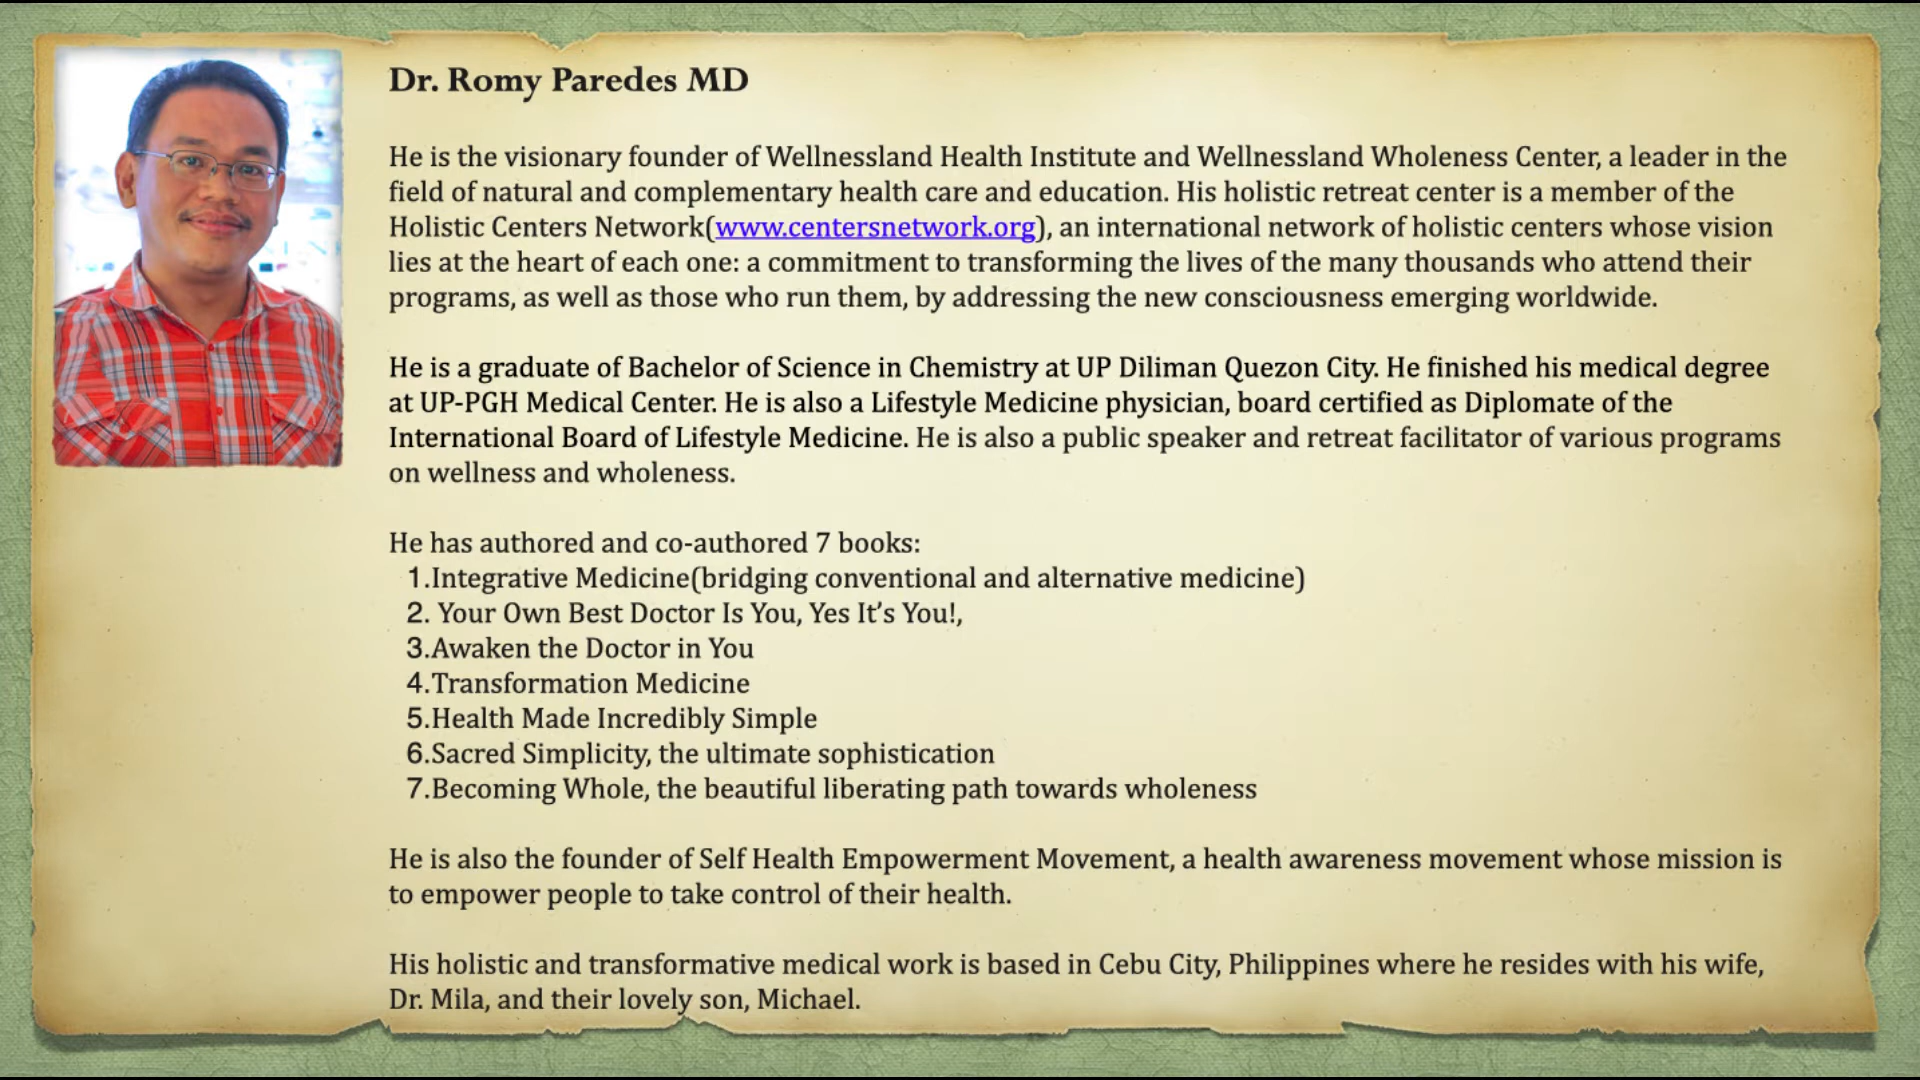 Dr. Romy Paredes MD
He is the visionary founder of Wellnessland Health Institute and Wellnessland Wholeness Center, a leader in the
field of natural and complementary health care and education. His holistic retreat center is a member of the
Holistic Centers Network(www.centersnetwork.org), an international network of holistic centers whose vision
lies at the heart of each one: a commitment to transforming the lives of the many thousands who attend their
programs, as well as those who run them, by addressing the new consciousness emerging worldwide.
He is a graduate of Bachelor of Science in Chemistry at UP Diliman Quezon City. He finished his medical degree
at UP-PGH Medical Center. He is also a Lifestyle Medicine physician, board certified as Diplomate of the
International Board of Lifestyle Medicine. He is also a public speaker and retreat facilitator of various programs
on wellness and wholeness.
He has authored and co-authored 7 books:
1.Integrative Medicine(bridging conventional and alternative medicine)
2. Your Own Best Doctor Is You, Yes It’s You!,
3.Awaken the Doctor in You
4.Transformation Medicine
5.Health Made Incredibly Simple
6.Sacred Simplicity, the ultimate sophistication
7.Becoming Whole, the beautiful liberating path towards wholeness
He is also the founder of Self Health Empowerment Movement, a health awareness movement whose mission is
to empower people to take control of their health.
His holistic and transformative medical work is based in Cebu City, Philippines where he resides with his wife,
Dr. Mila, and their lovely son, Michael.